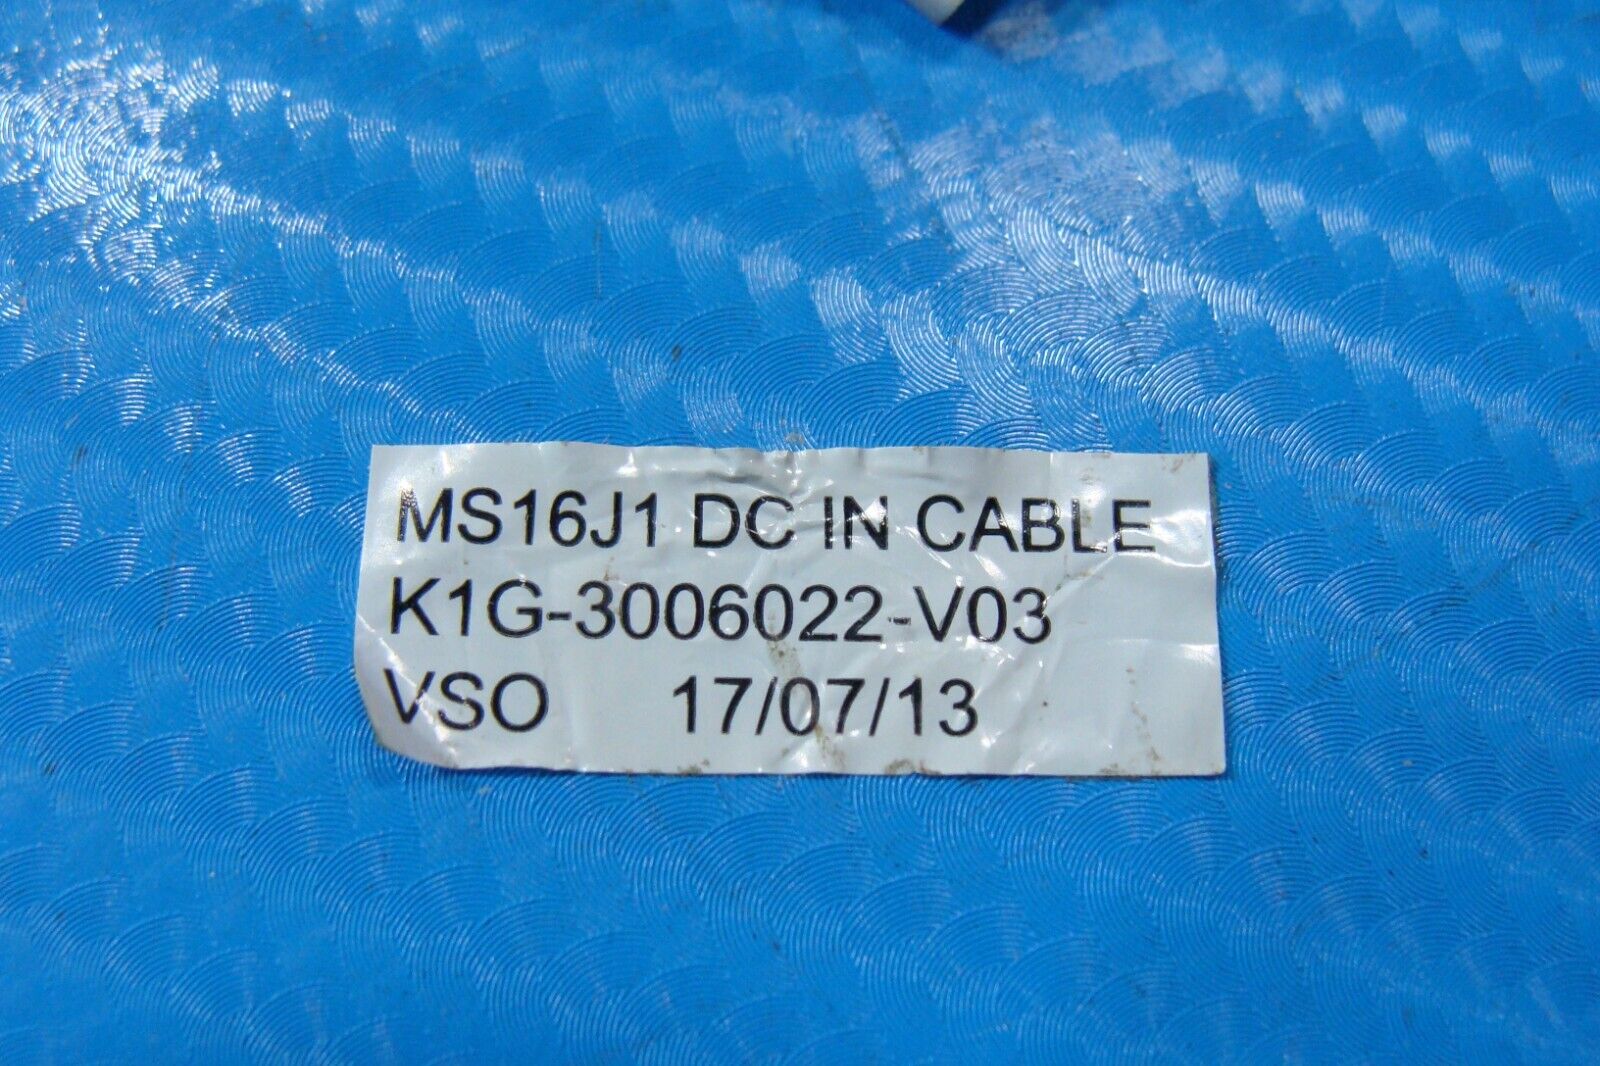 MS16J1 DC IN CABLE
K1G-3006022-V03
VSO 17/07/13